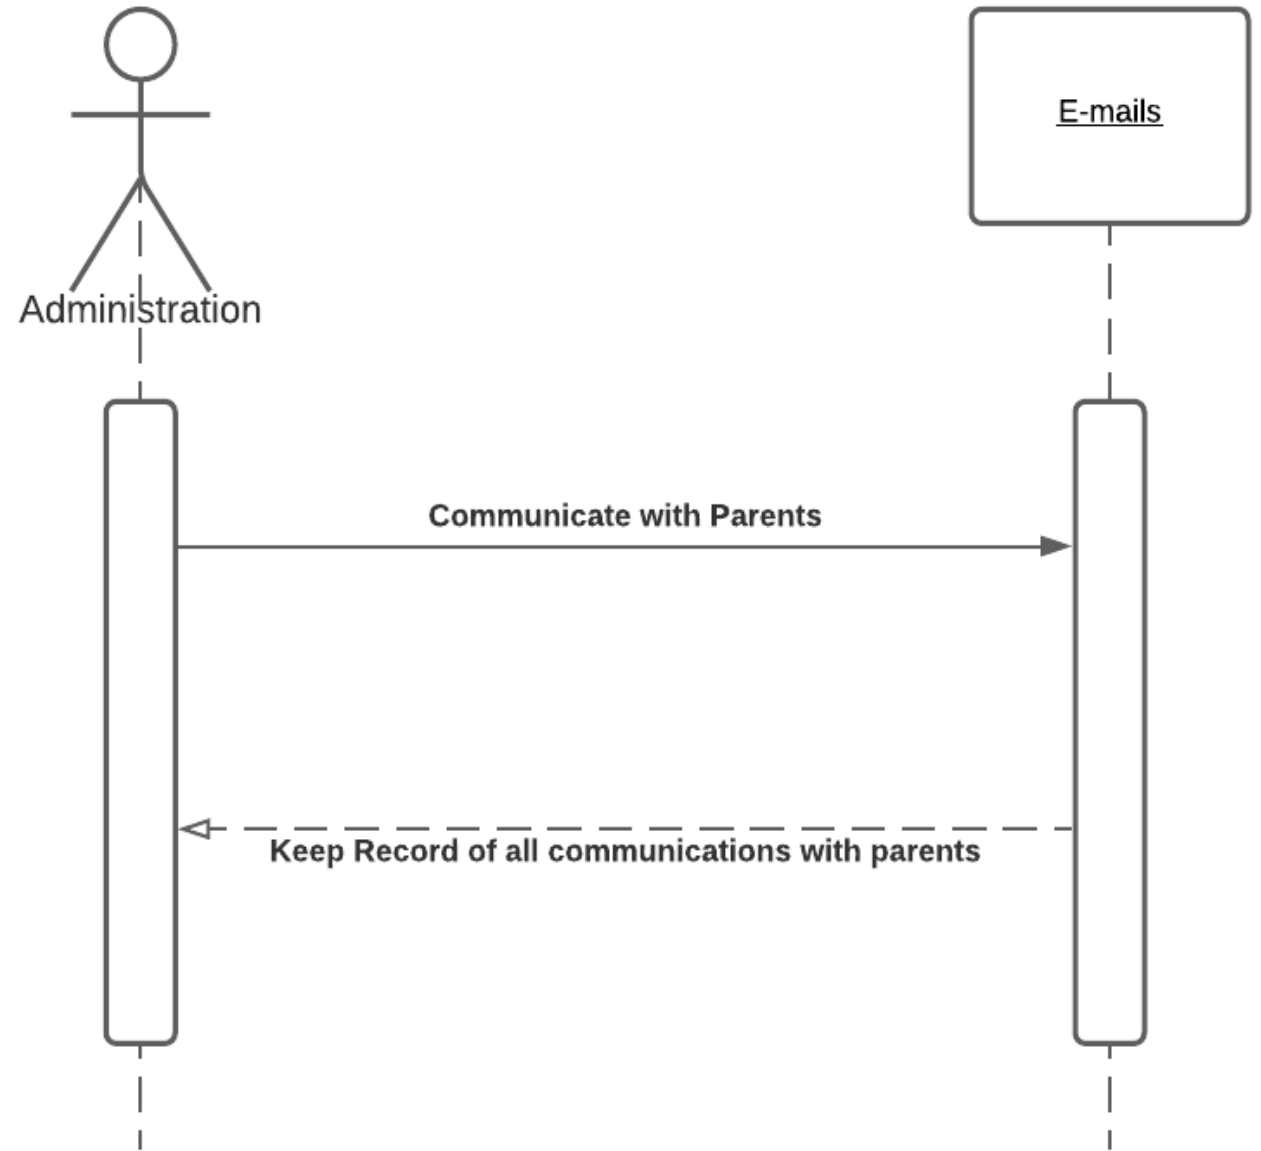 E-mails
Administration
Communicate with Parents
Keep Record of all communications with parents